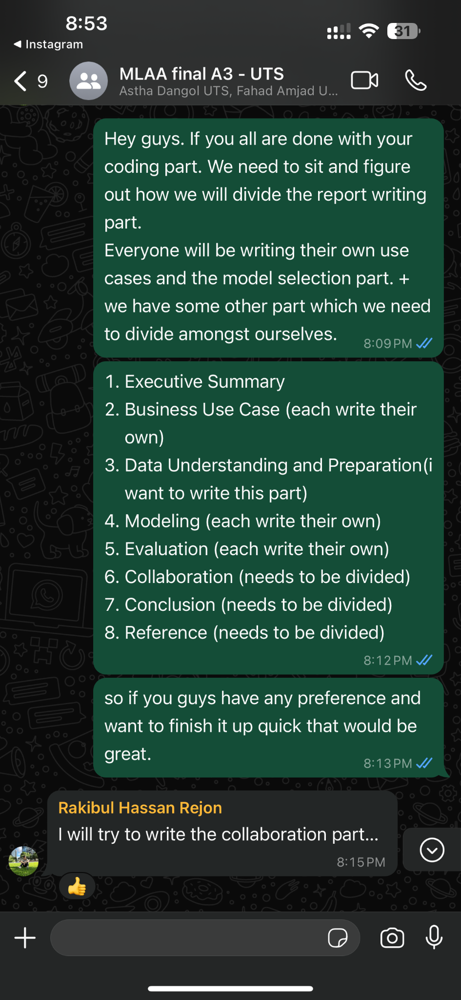 8:53
31
◀ Instagram
9
MLAA final A3 - UTS
Astha Dangol UTS, Fahad Amjad U...
Hey guys. If you all are done with your
coding part. We need to sit and figure
out how we will divide the report writing
part.
Everyone will be writing their own use
cases and the model selection part. +
we have some other part which we need
to divide amongst ourselves.
8:09 PM
1. Executive Summary
2. Business Use Case (each write their
own)
3. Data Understanding and Preparation(i
want to write this part)
4. Modeling (each write their own)
5. Evaluation (each write their own)
6. Collaboration (needs to be divided)
7. Conclusion (needs to be divided)
8. Reference (needs to be divided)
8:12 PM
so if you guys have any preference and
want to finish it up quick that would be
great.
8:13 PM
Rakibul Hassan Rejon
I will try to write the collaboration part...
8:15 PM